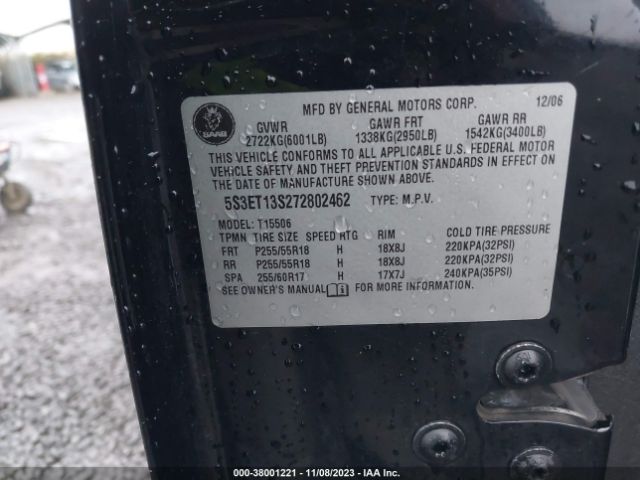 SAAB
MFD BY GENERAL MOTORS CORP. 12/06
GVWR GAWR FRT GAWR RR
2722KG(6001LB) 1338KG(2950LB) 1542KG(3400LB)
THIS VEHICLE CONFORMS TO ALL APPLICABLE U.S. FEDERAL MOTOR
VEHICLE SAFETY AND THEFT PREVENTION STANDARDS IN EFFECT ON
THE DATE OF MANUFACTURE SHOWN ABOVE.
5S3ET13S272802462 TYPE: M.P.V.
MODEL: T15506
TPMN TIRE SIZE SPEED RTG RIM COLD TIRE PRESSURE
FRT P255/55R18 H 18X8J 220KPA(32PSI)
RR P255/55R18 H 18X8J 220KPA(32PSI)
SPA 255/60R17 H 17X7J 240KPA(35PSI)
SEE OWNER'S MANUAL FOR MORE INFORMATION.
000-38001221 - 11/08/2023 - IAA Inc.